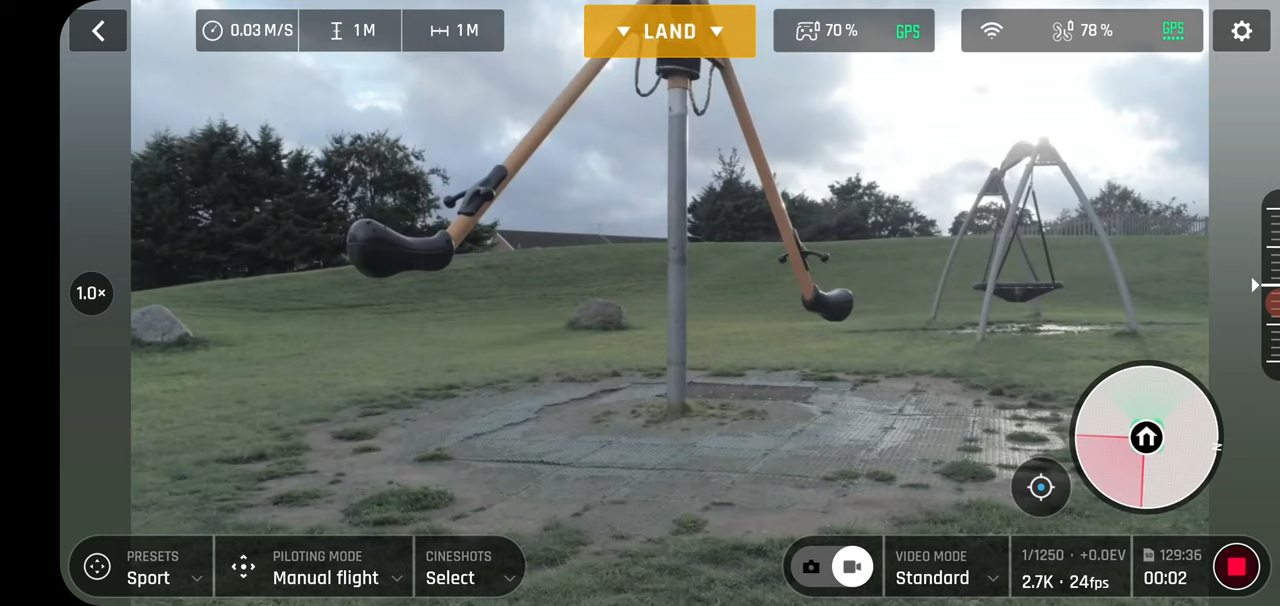 0.03 M/S
1 M
1 M
LAND
70 %
GPS
78 %
GPS
1.0×
N
PRESETS
Sport
PILOTING MODE
Manual flight
CINESHOTS
Select
VIDEO MODE
Standard
1/1250 · +0.0EV
2.7K · 24fps
129:36
00:02